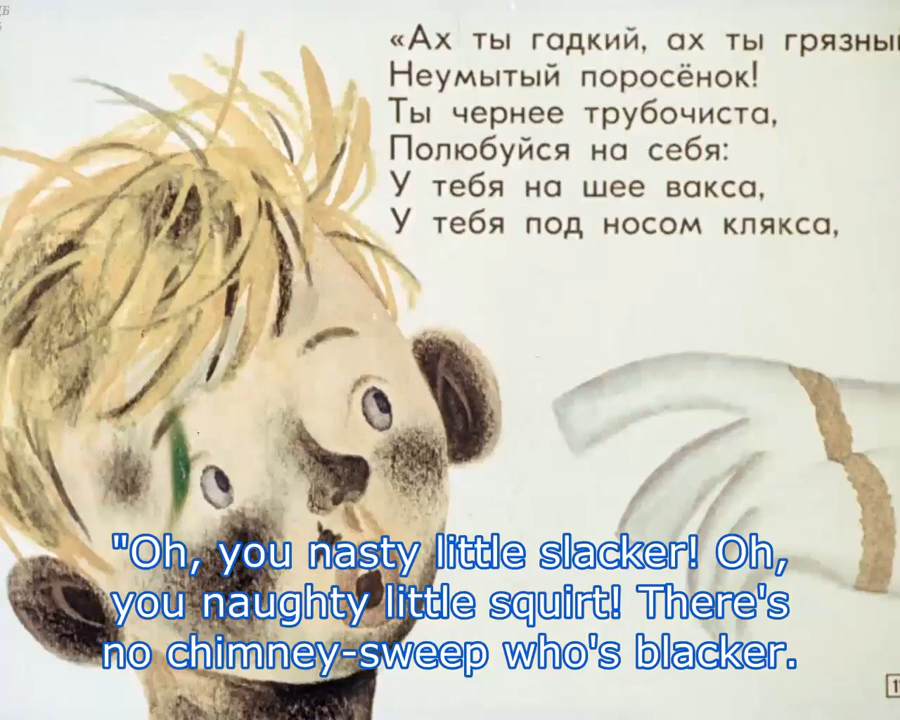 «Ах ты гадкий, ах ты грязный
Неумытый поросёнок!
Ты чернее трубочиста,
Полюбуйся на себя:
У тебя на шее вакса,
У тебя под носом клякса,
"Oh, you nasty little slacker! Oh,
you naughty little squirt! There's
no chimney-sweep who's blacker.